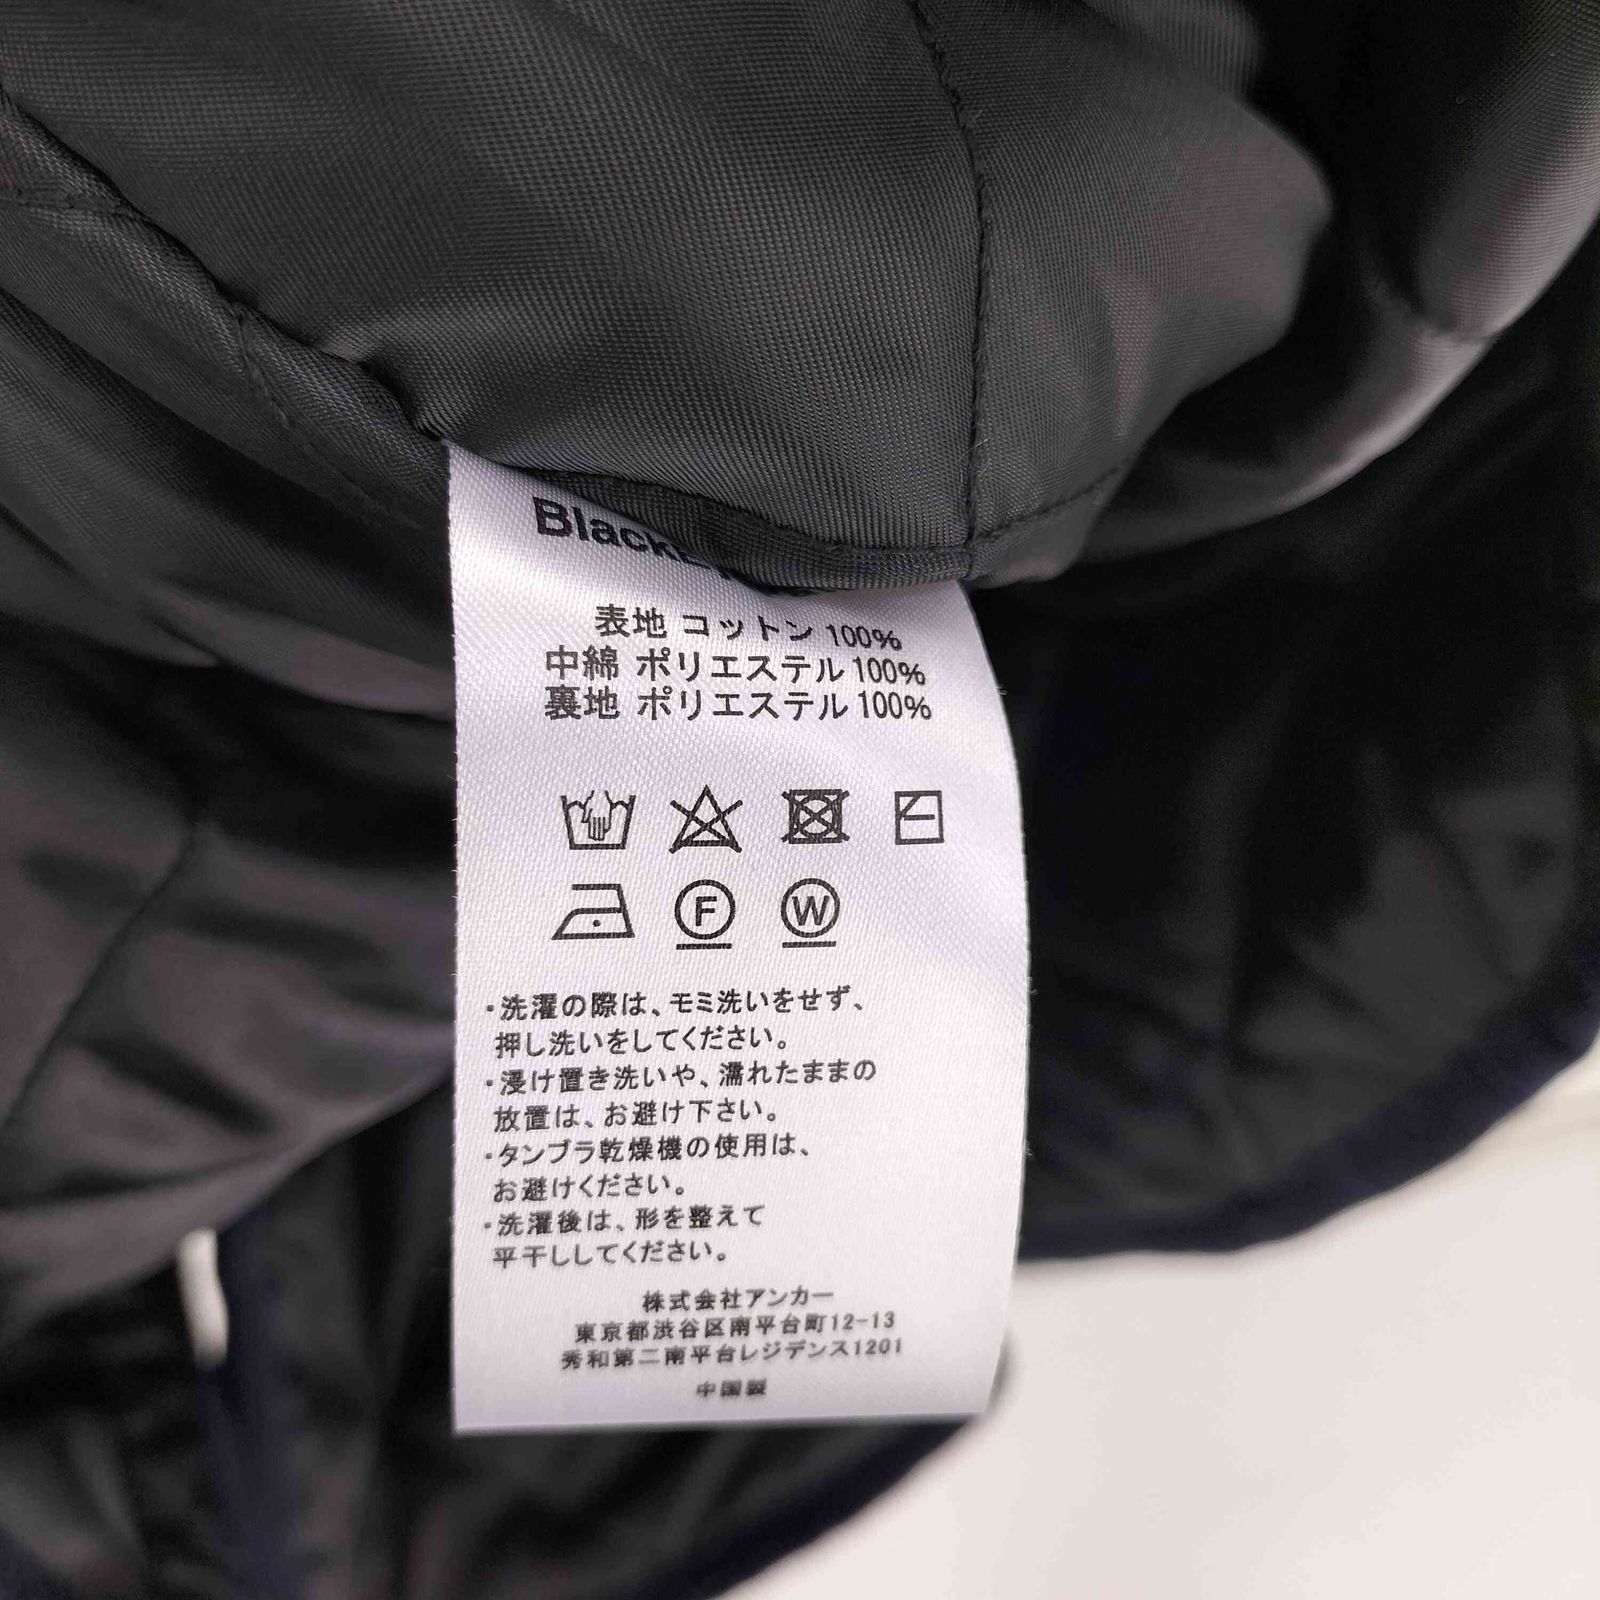 表地 コットン 100%
中綿 ポリエステル 100%
裏地 ポリエステル 100%
F W
・洗濯の際は、モミ洗いをせず、
押し洗いをしてください。
・浸け置き洗いや、濡れたままの
放置は、お避け下さい。
・タンブラ乾燥機の使用は、
お避けください。
・洗濯後は、形を整えて
平干ししてください。
株式会社アンカー
東京都渋谷区南平台町12-13
秀和第二南平台レジデンス1201
中国製